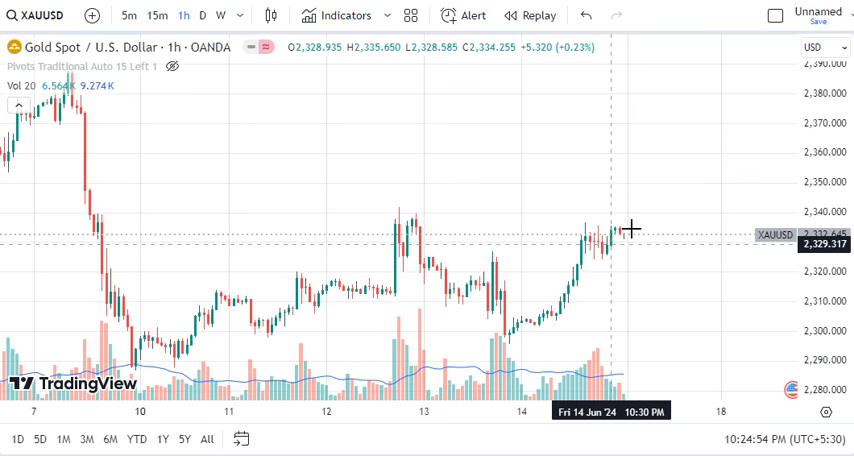 XAUUSD 5m 15m 1h D W Indicators Alert Replay Unnamed
Save
Gold Spot / U.S. Dollar · 1h · OANDA O2,328.935 H2,335.650 L2,328.585 C2,334.255 +5.320 (+0.23%) USD
Pivots Traditional Auto 15 Left 1
Vol 20 6.564K 9.274K
2,390.000
2,380.000
2,370.000
2,360.000
2,350.000
2,340.000
XAUUSD 2,332.645
2,329.317
2,320.000
2,310.000
2,300.000
2,290.000
2,280.000
TradingView
7 10 11 12 13 14 Fri 14 Jun '24 10:30 PM 18
1D 5D 1M 3M 6M YTD 1Y 5Y All 10:24:54 PM (UTC+5:30)